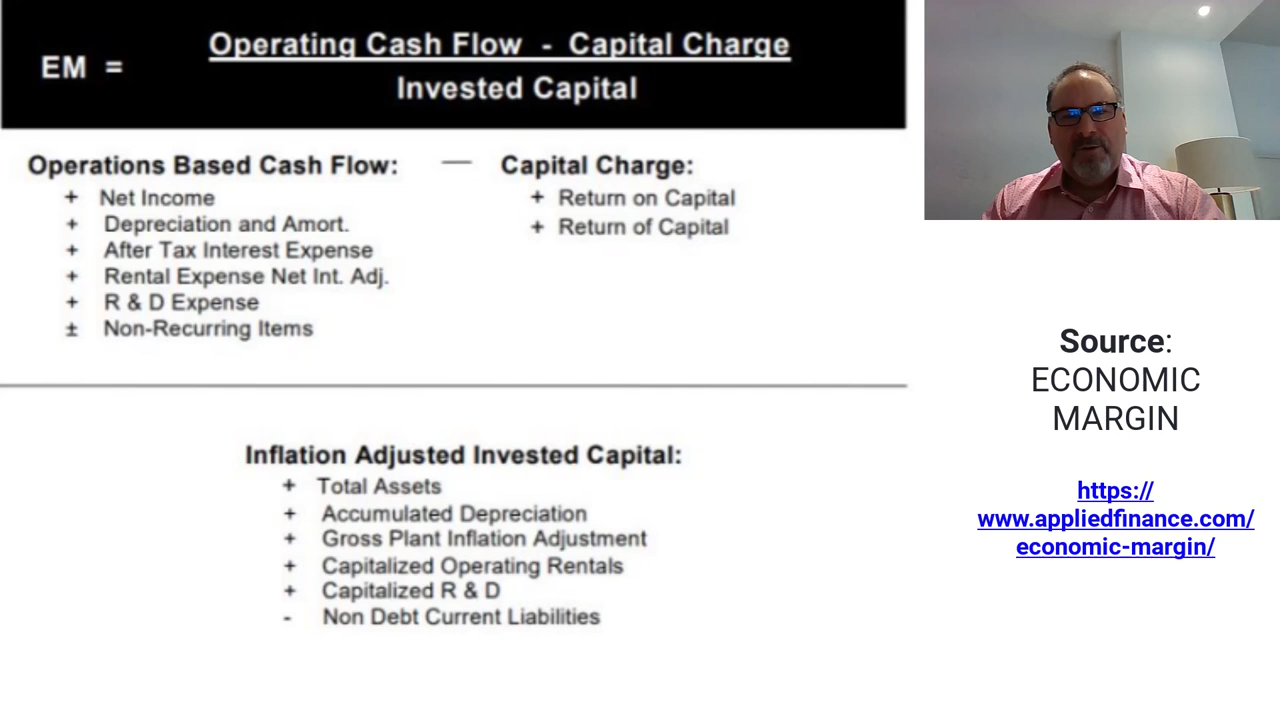 EM =
Operating Cash Flow - Capital Charge
Invested Capital
Operations Based Cash Flow:
+ Net Income
+ Depreciation and Amort.
+ After Tax Interest Expense
+ Rental Expense Net Int. Adj.
+ R & D Expense
± Non-Recurring Items
— Capital Charge:
+ Return on Capital
+ Return of Capital
Inflation Adjusted Invested Capital:
+ Total Assets
+ Accumulated Depreciation
+ Gross Plant Inflation Adjustment
+ Capitalized Operating Rentals
+ Capitalized R & D
- Non Debt Current Liabilities
Source:
ECONOMIC
MARGIN
https://
www.appliedfinance.com/
economic-margin/